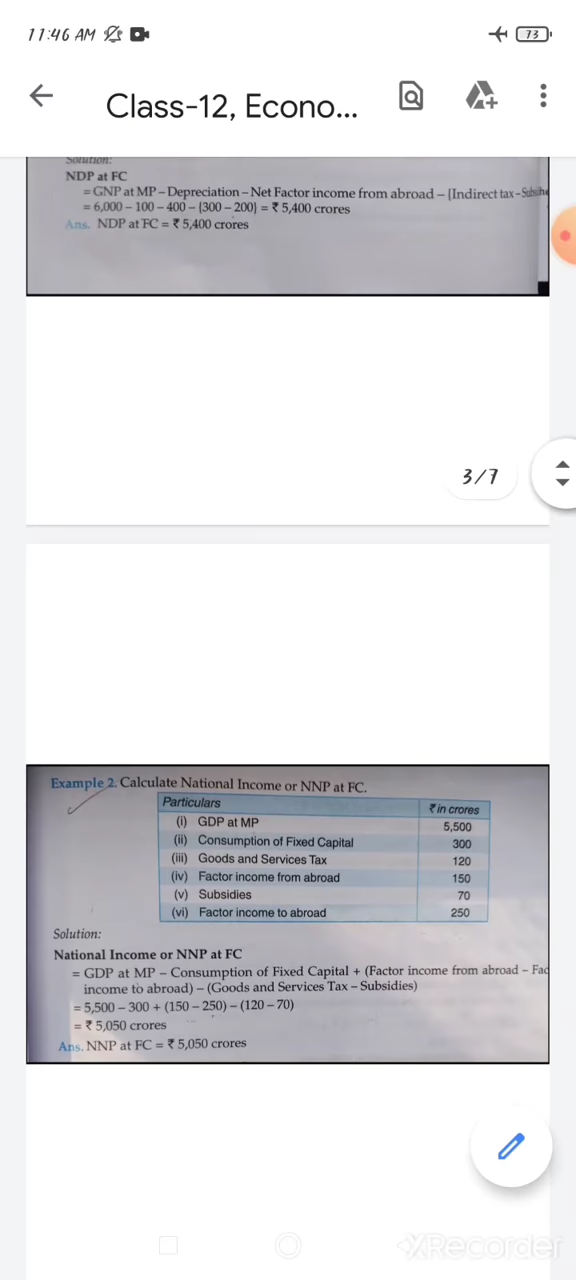 11:46 AM
73
Class-12, Econo...
Solution:
NDP at FC
= GNP at MP – Depreciation – Net Factor income from abroad – {Indirect tax – Subsi
= 6,000 – 100 – 400 – {300 – 200} = ₹ 5,400 crores
Ans. NDP at FC = ₹ 5,400 crores
3/7
Example 2. Calculate National Income or NNP at FC.
Particulars ₹ in crores
(i) GDP at MP 5,500
(ii) Consumption of Fixed Capital 300
(iii) Goods and Services Tax 120
(iv) Factor income from abroad 150
(v) Subsidies 70
(vi) Factor income to abroad 250
Solution:
National Income or NNP at FC
= GDP at MP – Consumption of Fixed Capital + (Factor income from abroad – Fac
income to abroad) – (Goods and Services Tax – Subsidies)
= 5,500 – 300 + (150 – 250) – (120 – 70)
= ₹ 5,050 crores
Ans. NNP at FC = ₹ 5,050 crores
XRecorder